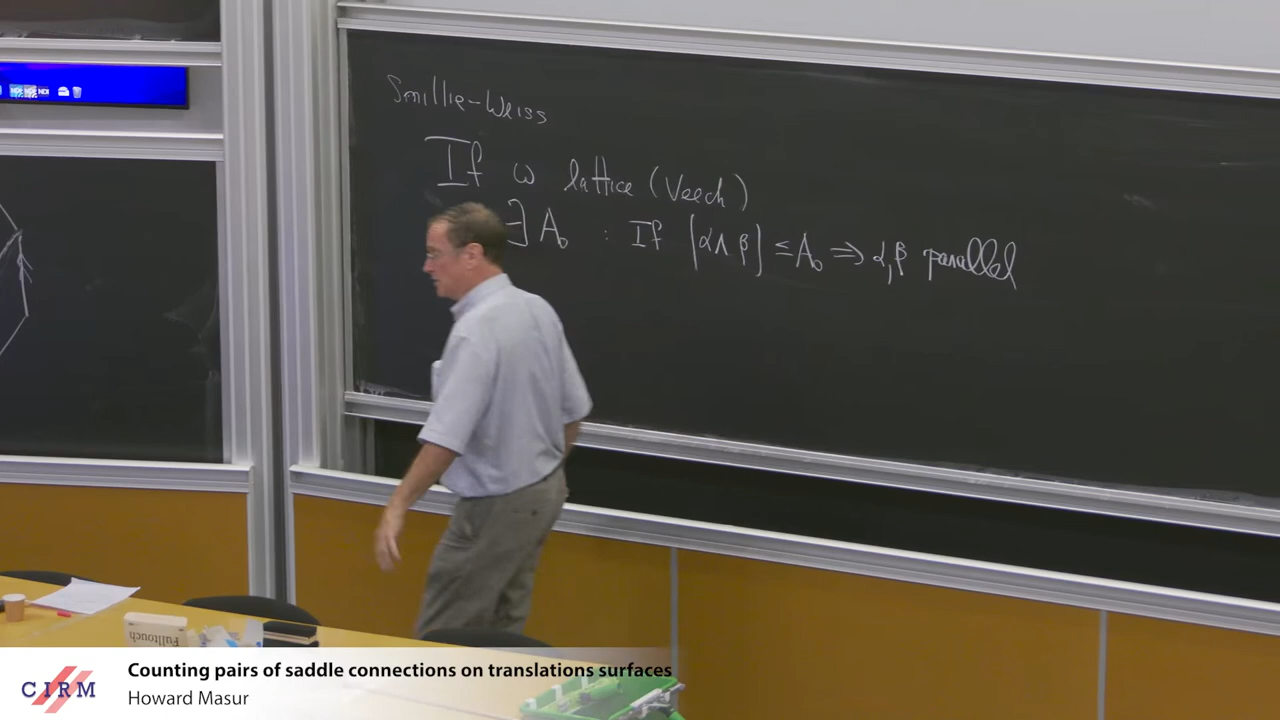 Smillie-Weiss
If ω lattice (Veech)
∃ A₀ : If |α∧β| ≤ A₀ ⇒ α,β parallel
Fulltouch
CIRM
Counting pairs of saddle connections on translations surfaces
Howard Masur